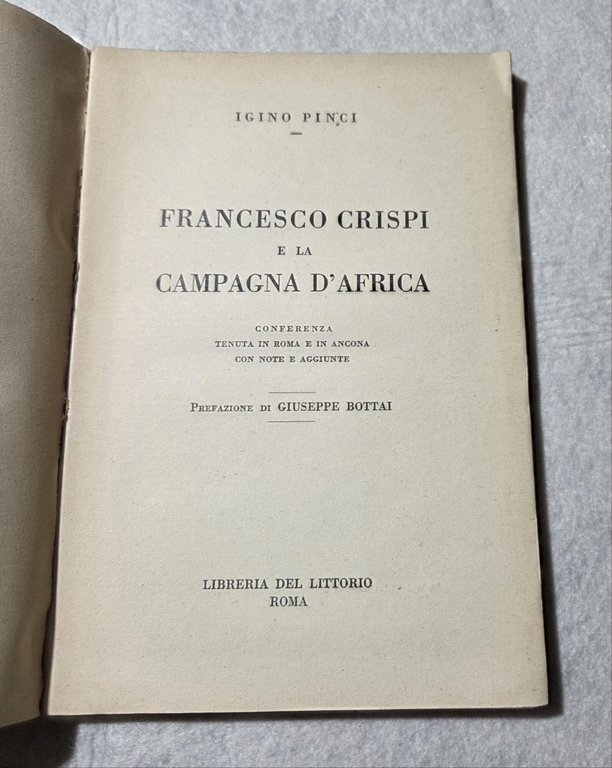 IGINO PINCI
FRANCESCO CRISPI
E LA
CAMPAGNA D'AFRICA
CONFERENZA
TENUTA IN ROMA E IN ANCONA
CON NOTE E AGGIUNTE
PREFAZIONE DI GIUSEPPE BOTTAI
LIBRERIA DEL LITTORIO
ROMA